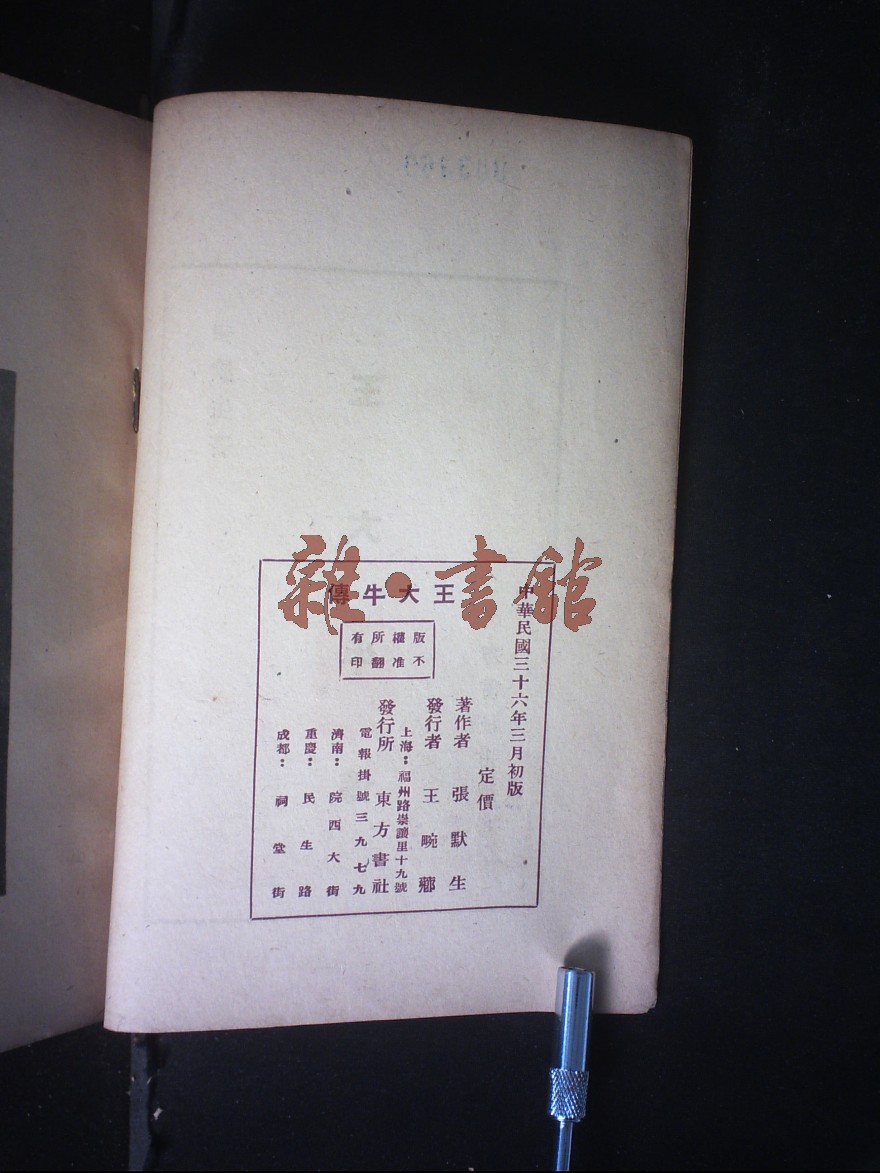 雜·書館
中華民國三十六年三月初版
王大牛傳
版權所有
不准翻印
定價
著作者 張默生
發行者 王畹薌
發行所 東方書社
上海：福州路崇讓里十九號
電報掛號三九七九
濟南：院西大街
重慶：民生路
成都：祠堂街